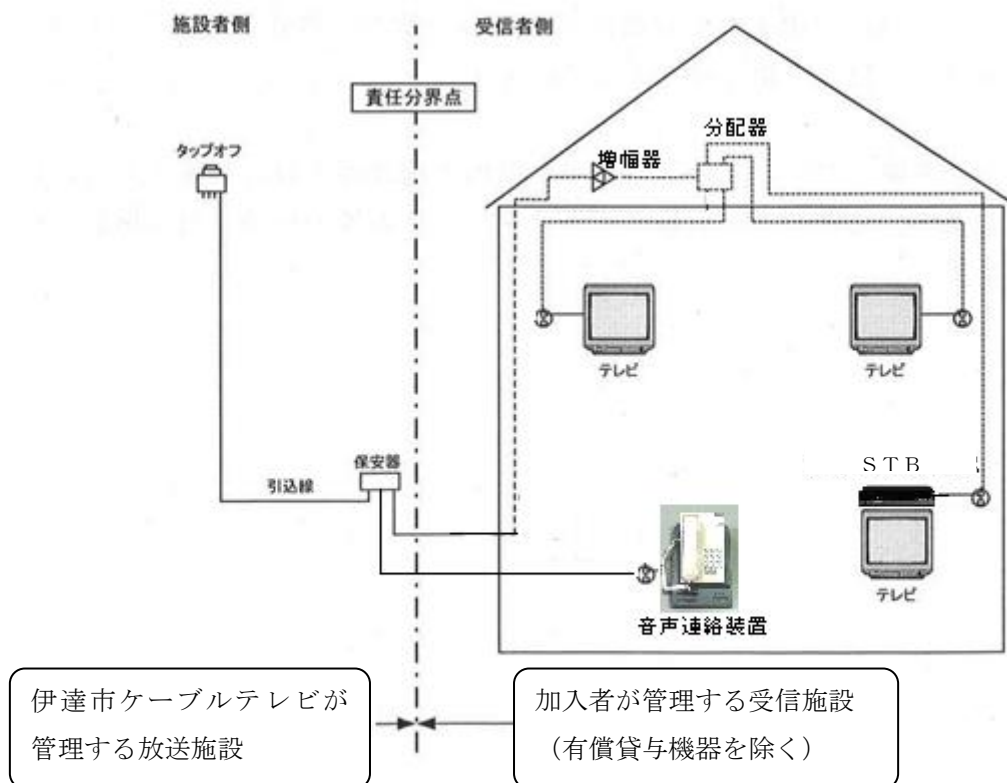 施設者側
受信者側
責任分界点
タップオフ
分配器
増幅器
テレビ
テレビ
STB
保安器
引込線
テレビ
音声連絡装置
伊達市ケーブルテレビが
管理する放送施設
加入者が管理する受信施設
（有償貸与機器を除く）